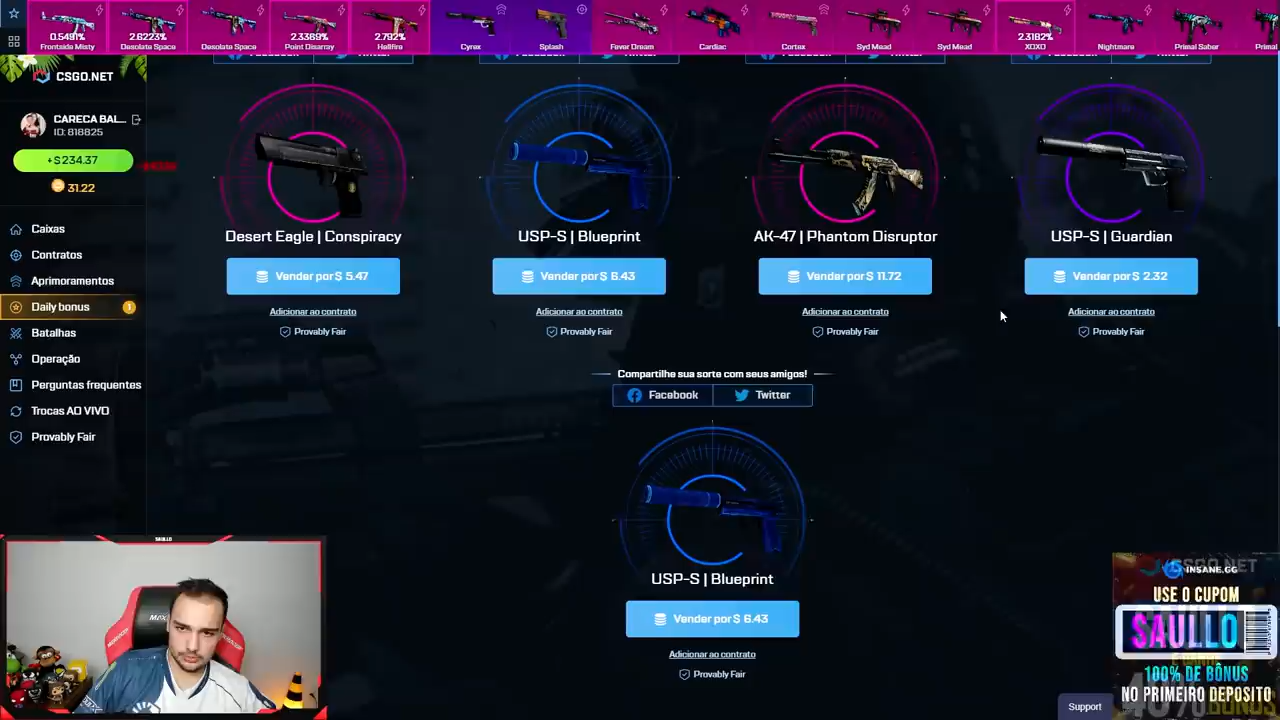 0.5491%
Frontside Misty
2.6223%
Desolate Space
Desolate Space
2.3369%
Point Disarray
2.792%
Hellfire
Cyrex
Splash
Fever Dream
Cardiac
Cortex
Syd Mead
Syd Mead
2.3182%
XOXO
Nightmare
Primal Saber
Primal
CSGO.NET
CARECA BAL...
ID: 818825
+$ 234.37
31.22
Caixas
Contratos
Aprimoramentos
Daily bonus
1
Batalhas
Operação
Perguntas frequentes
Trocas AO VIVO
Provably Fair
Desert Eagle | Conspiracy
Vender por $ 5.47
Adicionar ao contrato
Provably Fair
USP-S | Blueprint
Vender por $ 6.43
Adicionar ao contrato
Provably Fair
AK-47 | Phantom Disruptor
Vender por $ 11.72
Adicionar ao contrato
Provably Fair
USP-S | Guardian
Vender por $ 2.32
Adicionar ao contrato
Provably Fair
Compartilhe sua sorte com seus amigos!
Facebook
Twitter
USP-S | Blueprint
Vender por $ 6.43
Adicionar ao contrato
Provably Fair
SAULLO
INSANE.GG
USE O CUPOM
SAULLO
100% DE BÔNUS
NO PRIMEIRO DEPOSITO
Support